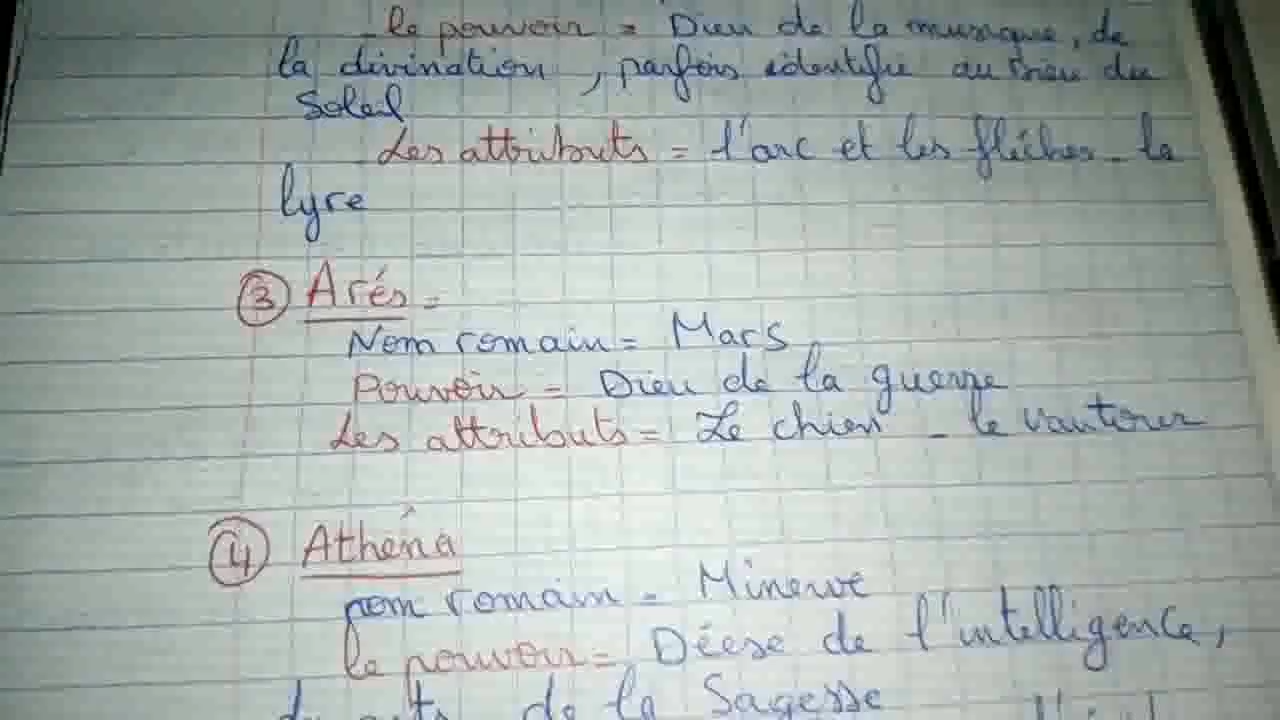 - le pouvoir = Dieu de la musique, de
la divination, parfois identifie au Dieu du
Soleil
- Les attributs = l'arc et les flèches - la
lyre
3 Arés =
Nom romain = Mars
Pouvoir = Dieu de la guerre
Les attributs = Le chien - le vautour
4 Athéna
nom romain = Minerve
le pouvoir = Déese de l'intelligence,
de la Sagesse